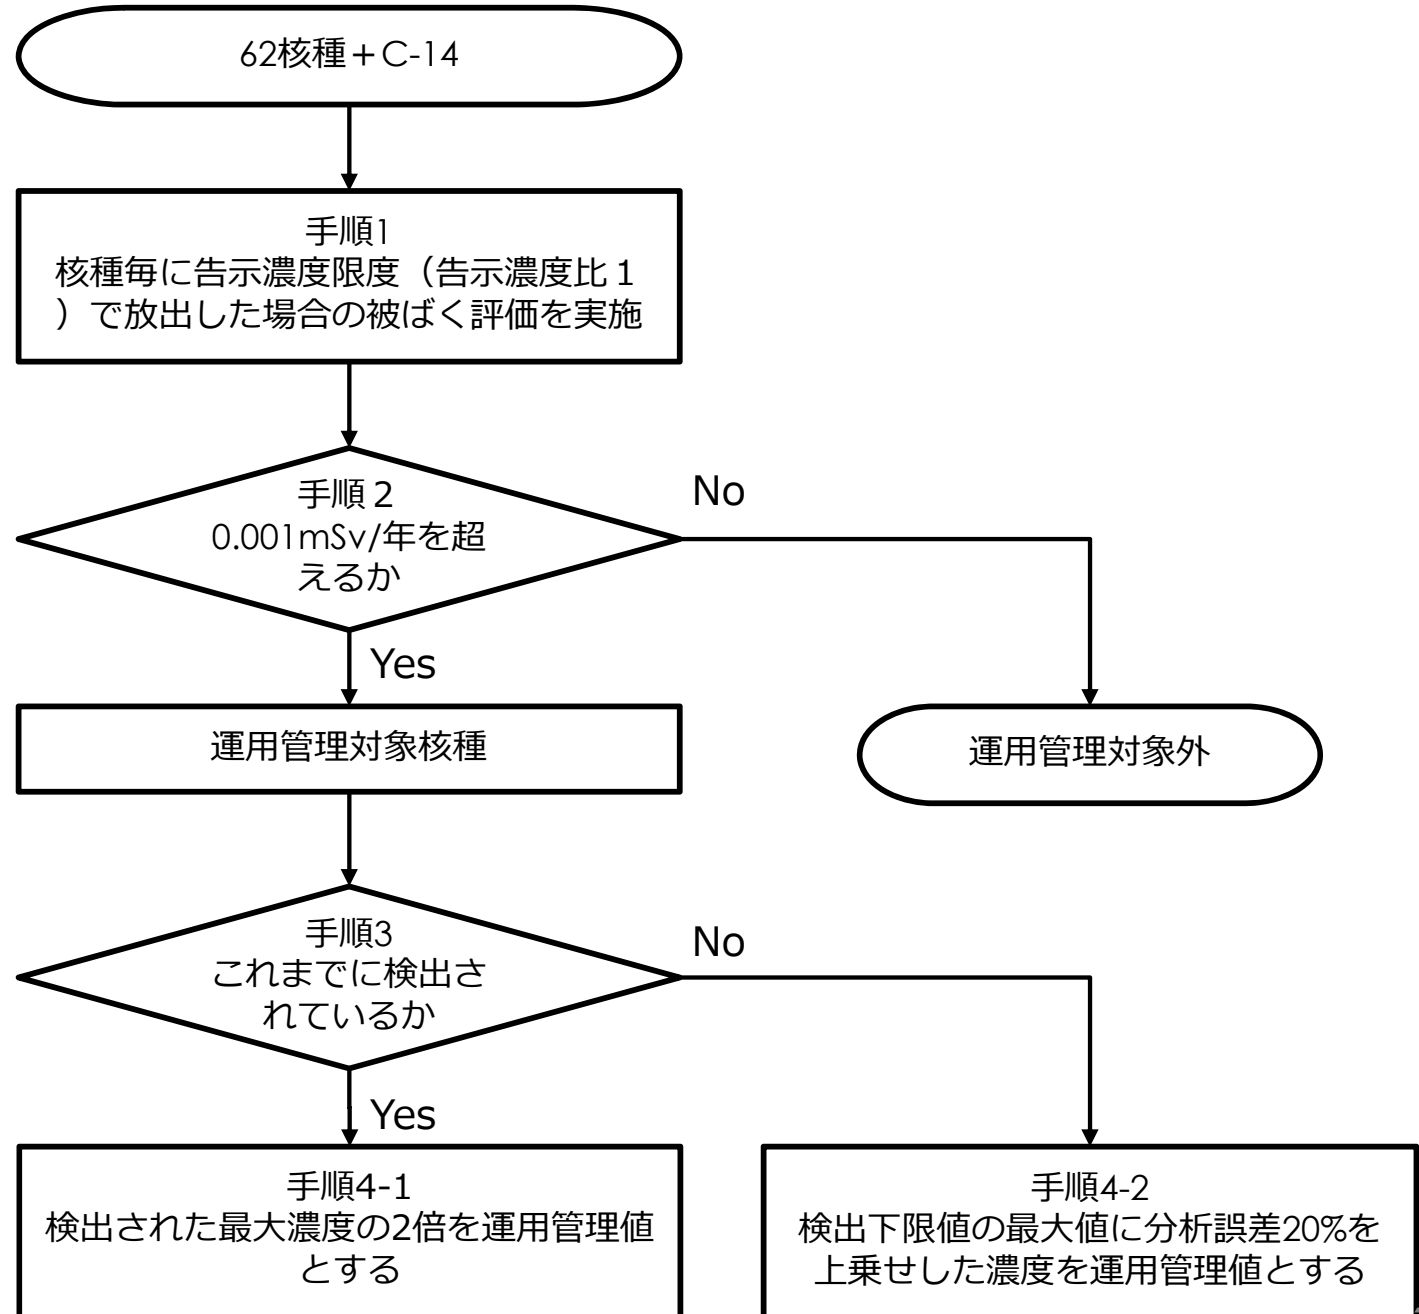 62核種＋C-14
手順1
核種毎に告示濃度限度（告示濃度比１
）で放出した場合の被ばく評価を実施
手順２
0.001mSv/年を超
えるか
No
Yes
運用管理対象核種
運用管理対象外
手順3
これまでに検出さ
れているか
No
Yes
手順4-1
検出された最大濃度の2倍を運用管理値
とする
手順4-2
検出下限値の最大値に分析誤差20%を
上乗せした濃度を運用管理値とする